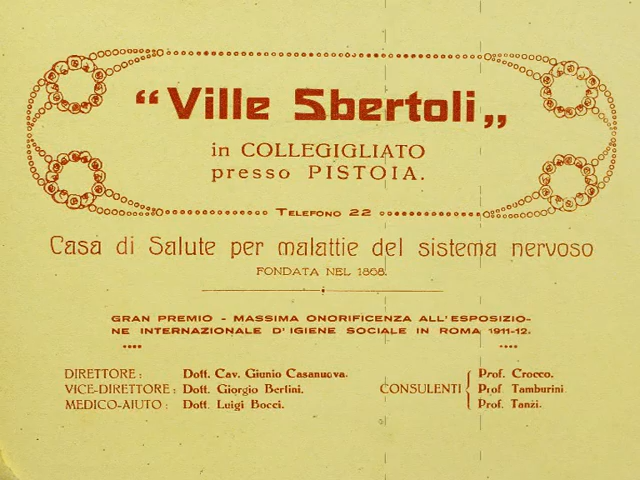 “Ville Sbertoli„
in COLLEGIGLIATO
presso PISTOIA.
TELEFONO 22
Casa di Salute per malattie del sistema nervoso
FONDATA NEL 1868.
GRAN PREMIO - MASSIMA ONORIFICENZA ALL'ESPOSIZIO-
NE INTERNAZIONALE D'IGIENE SOCIALE IN ROMA 1911-12.
DIRETTORE: Dott. Cav. Giunio Casanuova.
VICE-DIRETTORE: Dott. Giorgio Berlini.
MEDICO-AIUTO: Dott. Luigi Bocci.
CONSULENTI
Prof. Crocco.
Prof Tamburini.
Prof. Tanzi.